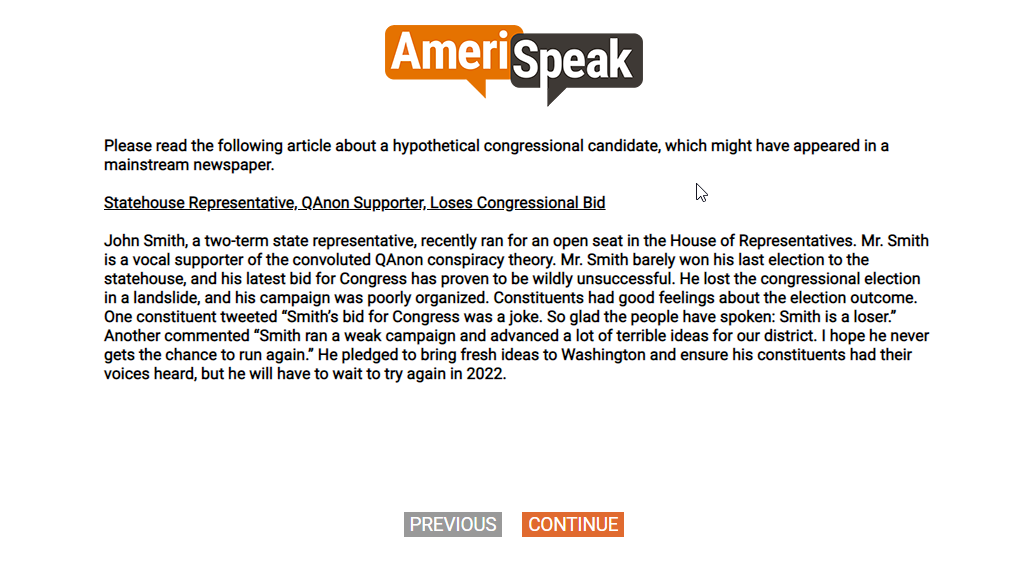 AmeriSpeak
Please read the following article about a hypothetical congressional candidate, which might have appeared in a
mainstream newspaper.
Statehouse Representative, QAnon Supporter, Loses Congressional Bid
John Smith, a two-term state representative, recently ran for an open seat in the House of Representatives. Mr. Smith
is a vocal supporter of the convoluted QAnon conspiracy theory. Mr. Smith barely won his last election to the
statehouse, and his latest bid for Congress has proven to be wildly unsuccessful. He lost the congressional election
in a landslide, and his campaign was poorly organized. Constituents had good feelings about the election outcome.
One constituent tweeted “Smith’s bid for Congress was a joke. So glad the people have spoken: Smith is a loser.”
Another commented “Smith ran a weak campaign and advanced a lot of terrible ideas for our district. I hope he never
gets the chance to run again.” He pledged to bring fresh ideas to Washington and ensure his constituents had their
voices heard, but he will have to wait to try again in 2022.
PREVIOUS CONTINUE